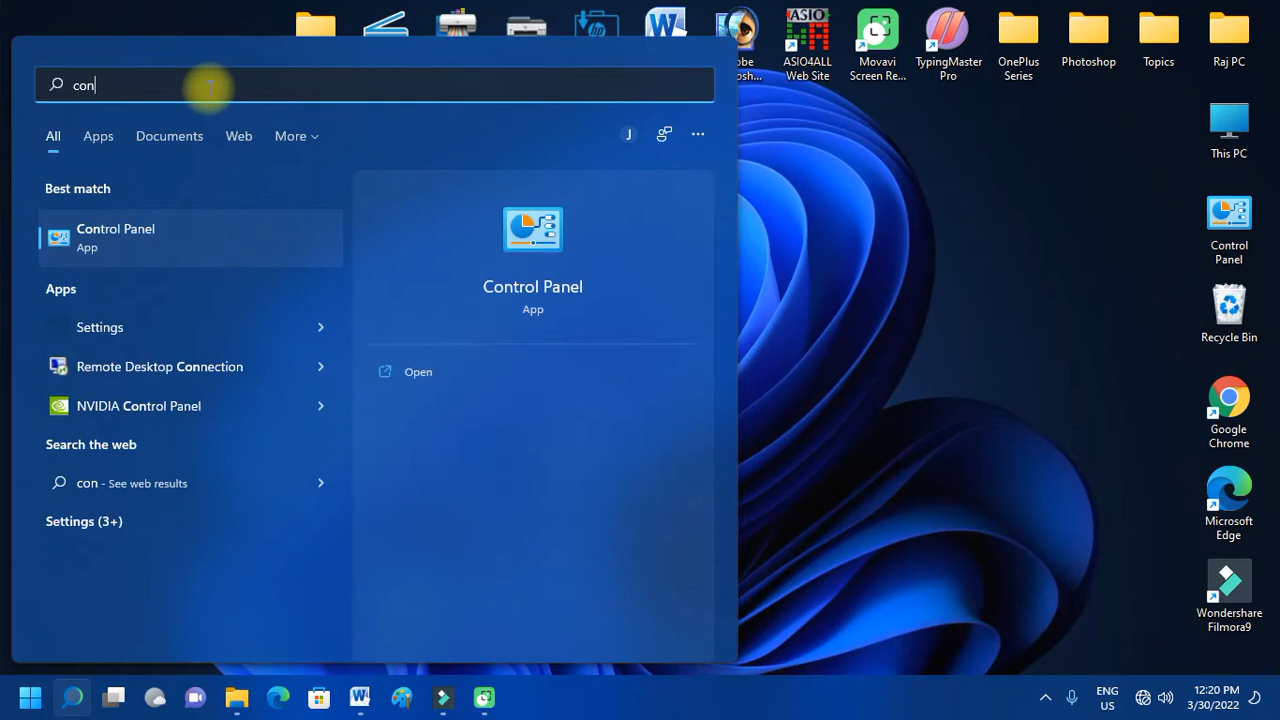 con
All Apps Documents Web More
J
Best match
Control Panel
App
Apps
Settings
Remote Desktop Connection
NVIDIA Control Panel
Search the web
con - See web results
Settings (3+)
Control Panel
App
Open
ASIO4ALL
Web Site
Movavi
Screen Re...
TypingMaster
Pro
OnePlus
Series
Photoshop
Topics
Raj PC
This PC
Control
Panel
Recycle Bin
Google
Chrome
Microsoft
Edge
Wondershare
Filmora9
ENG
US
12:20 PM
3/30/2022